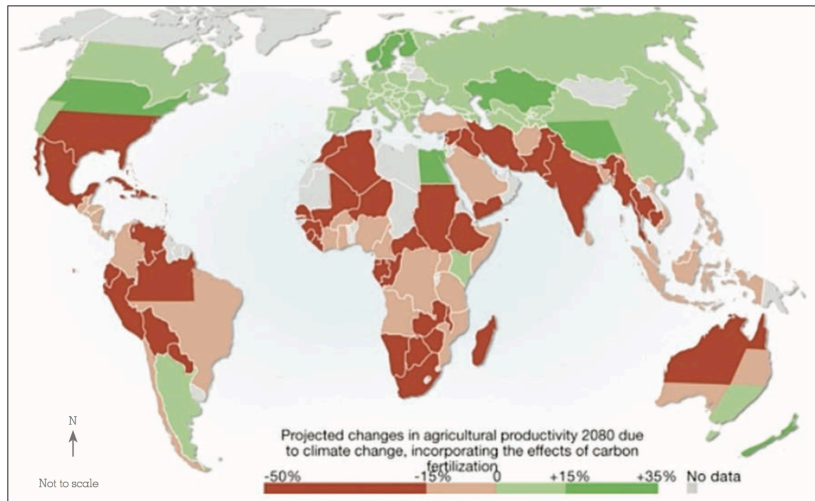 N
Not to scale
Projected changes in agricultural productivity 2080 due
to climate change, incorporating the effects of carbon
fertilization
-50% -15% 0 +15% +35% No data